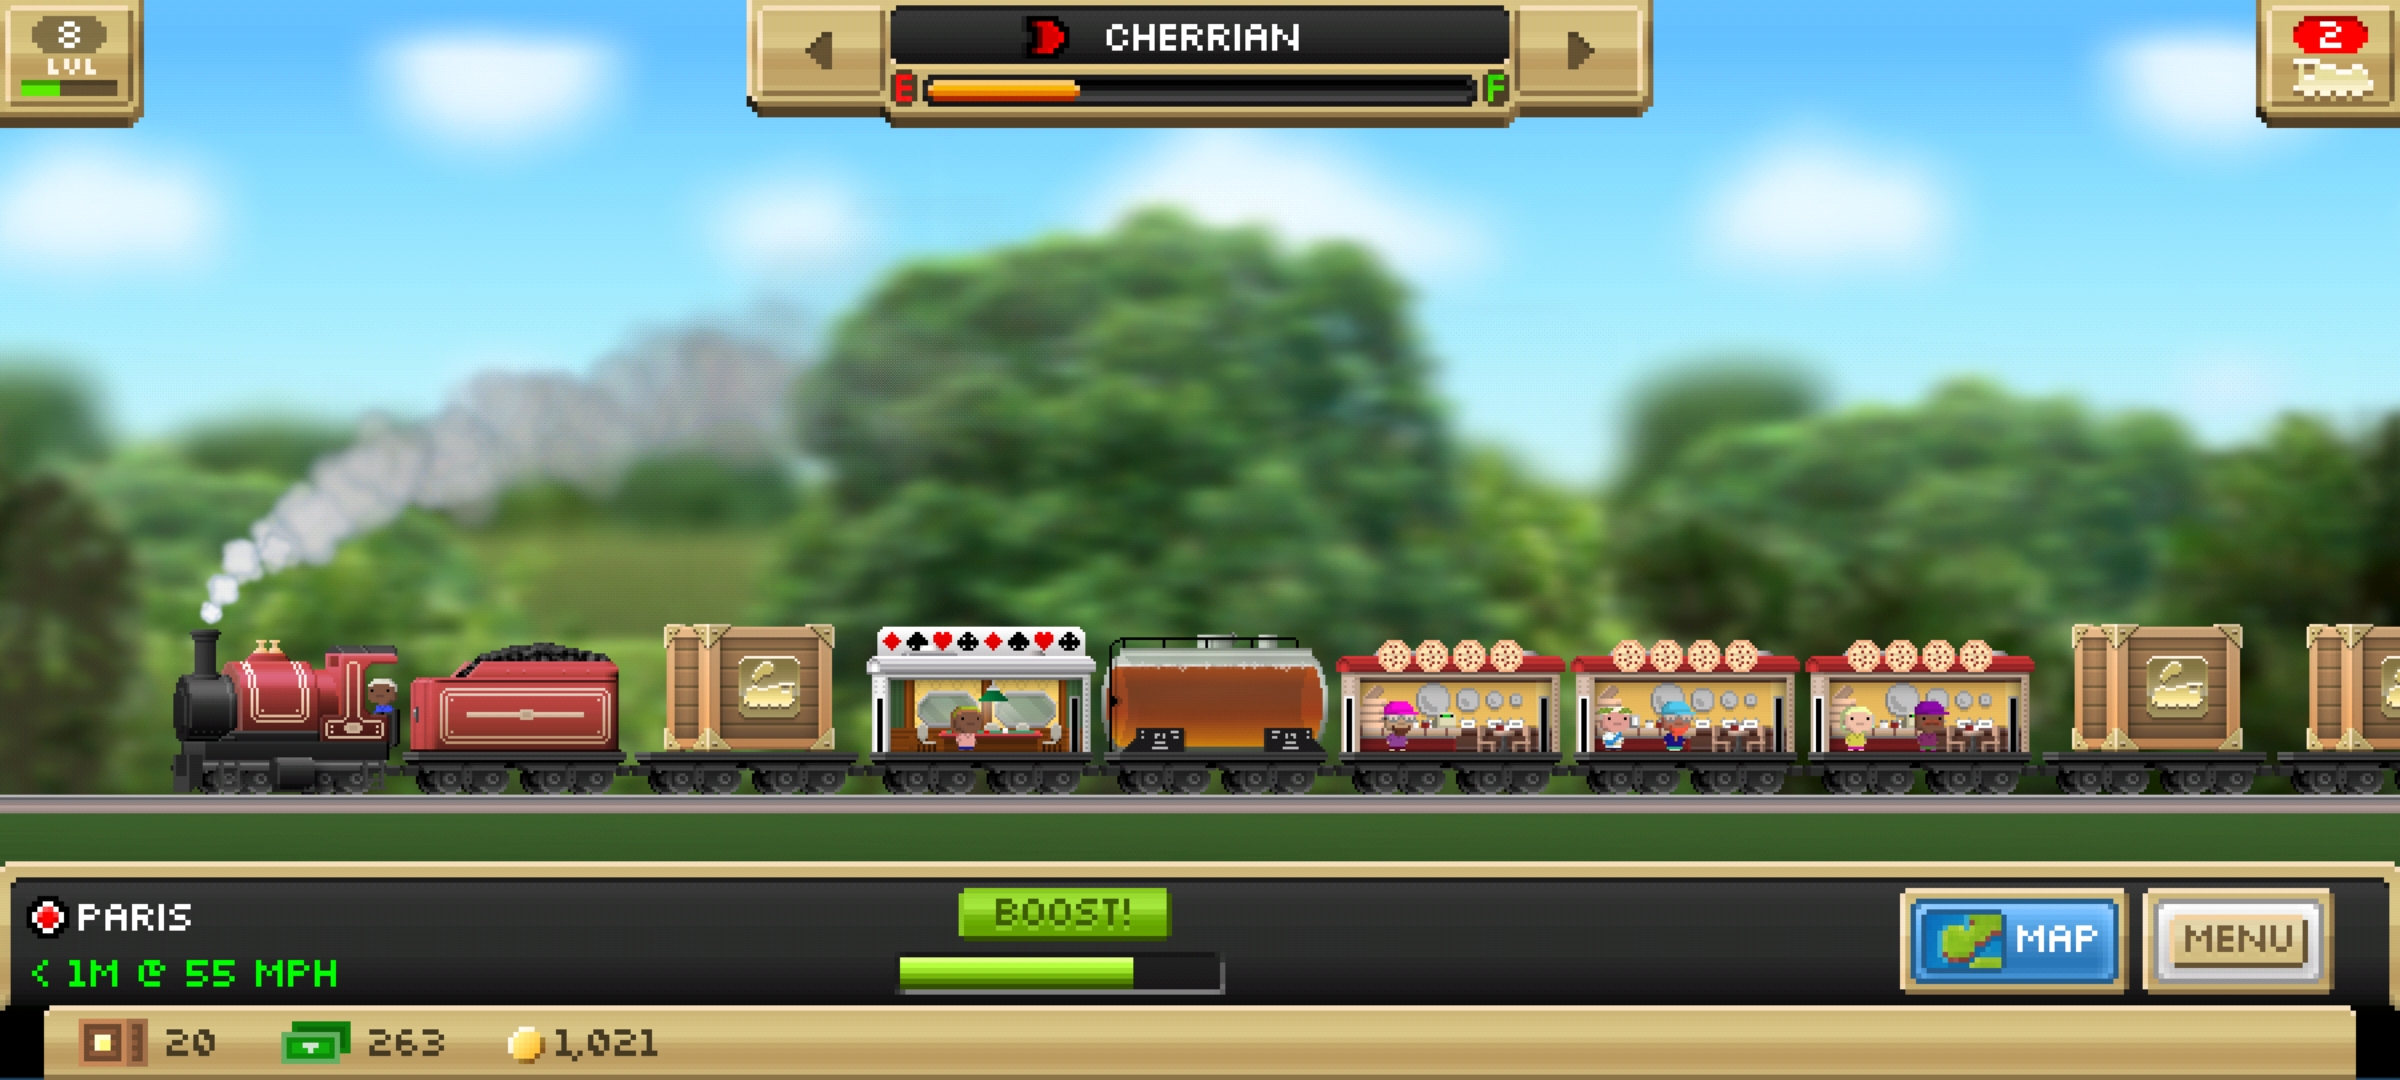 8
LVL
CHERRIAN
E F
2
PARIS
< 1M @ 55 MPH
BOOST!
MAP
MENU
20 263 1,021